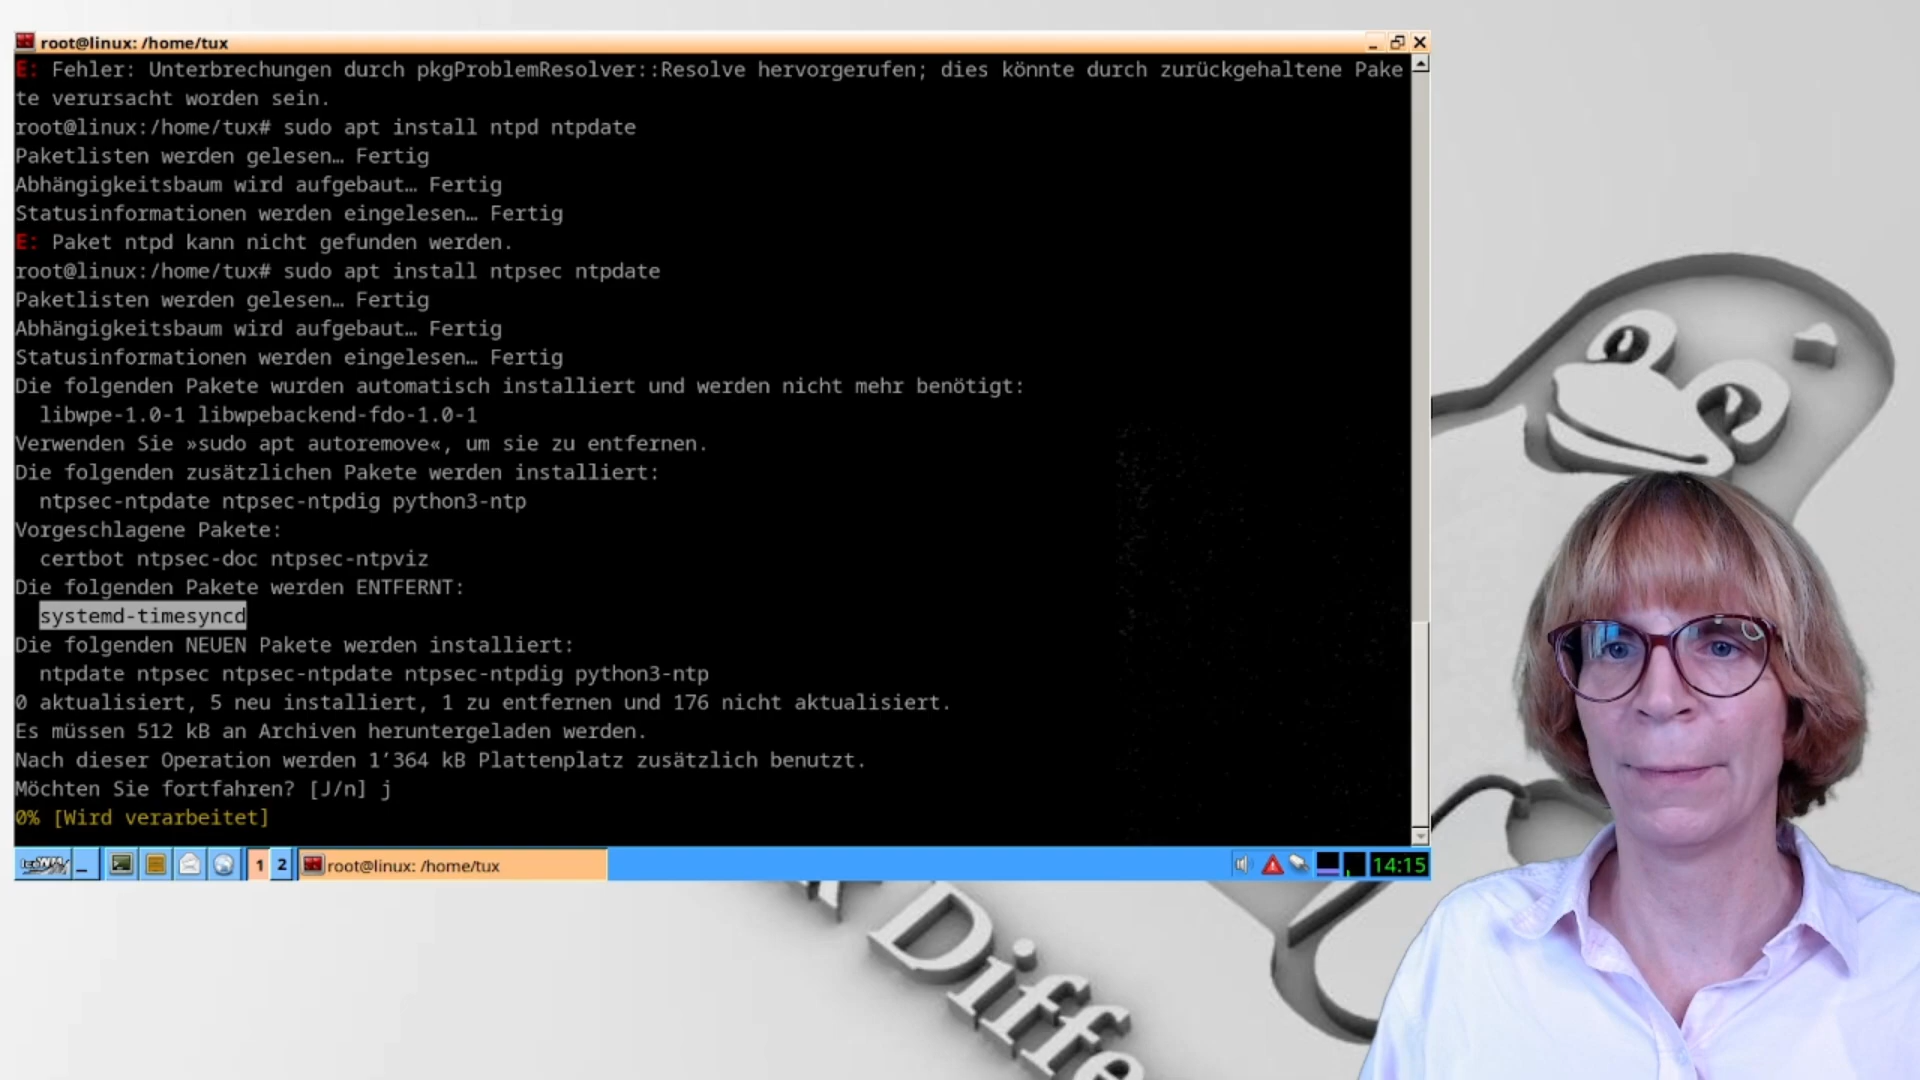 root@linux: /home/tux
E: Fehler: Unterbrechungen durch pkgProblemResolver::Resolve hervorgerufen; dies könnte durch zurückgehaltene Pake
te verursacht worden sein.
root@linux:/home/tux# sudo apt install ntpd ntpdate
Paketlisten werden gelesen… Fertig
Abhängigkeitsbaum wird aufgebaut… Fertig
Statusinformationen werden eingelesen… Fertig
E: Paket ntpd kann nicht gefunden werden.
root@linux:/home/tux# sudo apt install ntpsec ntpdate
Paketlisten werden gelesen… Fertig
Abhängigkeitsbaum wird aufgebaut… Fertig
Statusinformationen werden eingelesen… Fertig
Die folgenden Pakete wurden automatisch installiert und werden nicht mehr benötigt:
libwpe-1.0-1 libwpebackend-fdo-1.0-1
Verwenden Sie »sudo apt autoremove«, um sie zu entfernen.
Die folgenden zusätzlichen Pakete werden installiert:
ntpsec-ntpdate ntpsec-ntpdig python3-ntp
Vorgeschlagene Pakete:
certbot ntpsec-doc ntpsec-ntpviz
Die folgenden Pakete werden ENTFERNT:
systemd-timesyncd
Die folgenden NEUEN Pakete werden installiert:
ntpdate ntpsec ntpsec-ntpdate ntpsec-ntpdig python3-ntp
0 aktualisiert, 5 neu installiert, 1 zu entfernen und 176 nicht aktualisiert.
Es müssen 512 kB an Archiven heruntergeladen werden.
Nach dieser Operation werden 1’364 kB Plattenplatz zusätzlich benutzt.
Möchten Sie fortfahren? [J/n] j
0% [Wird verarbeitet]
IceWM 1 2 root@linux: /home/tux 14:15
Diffe